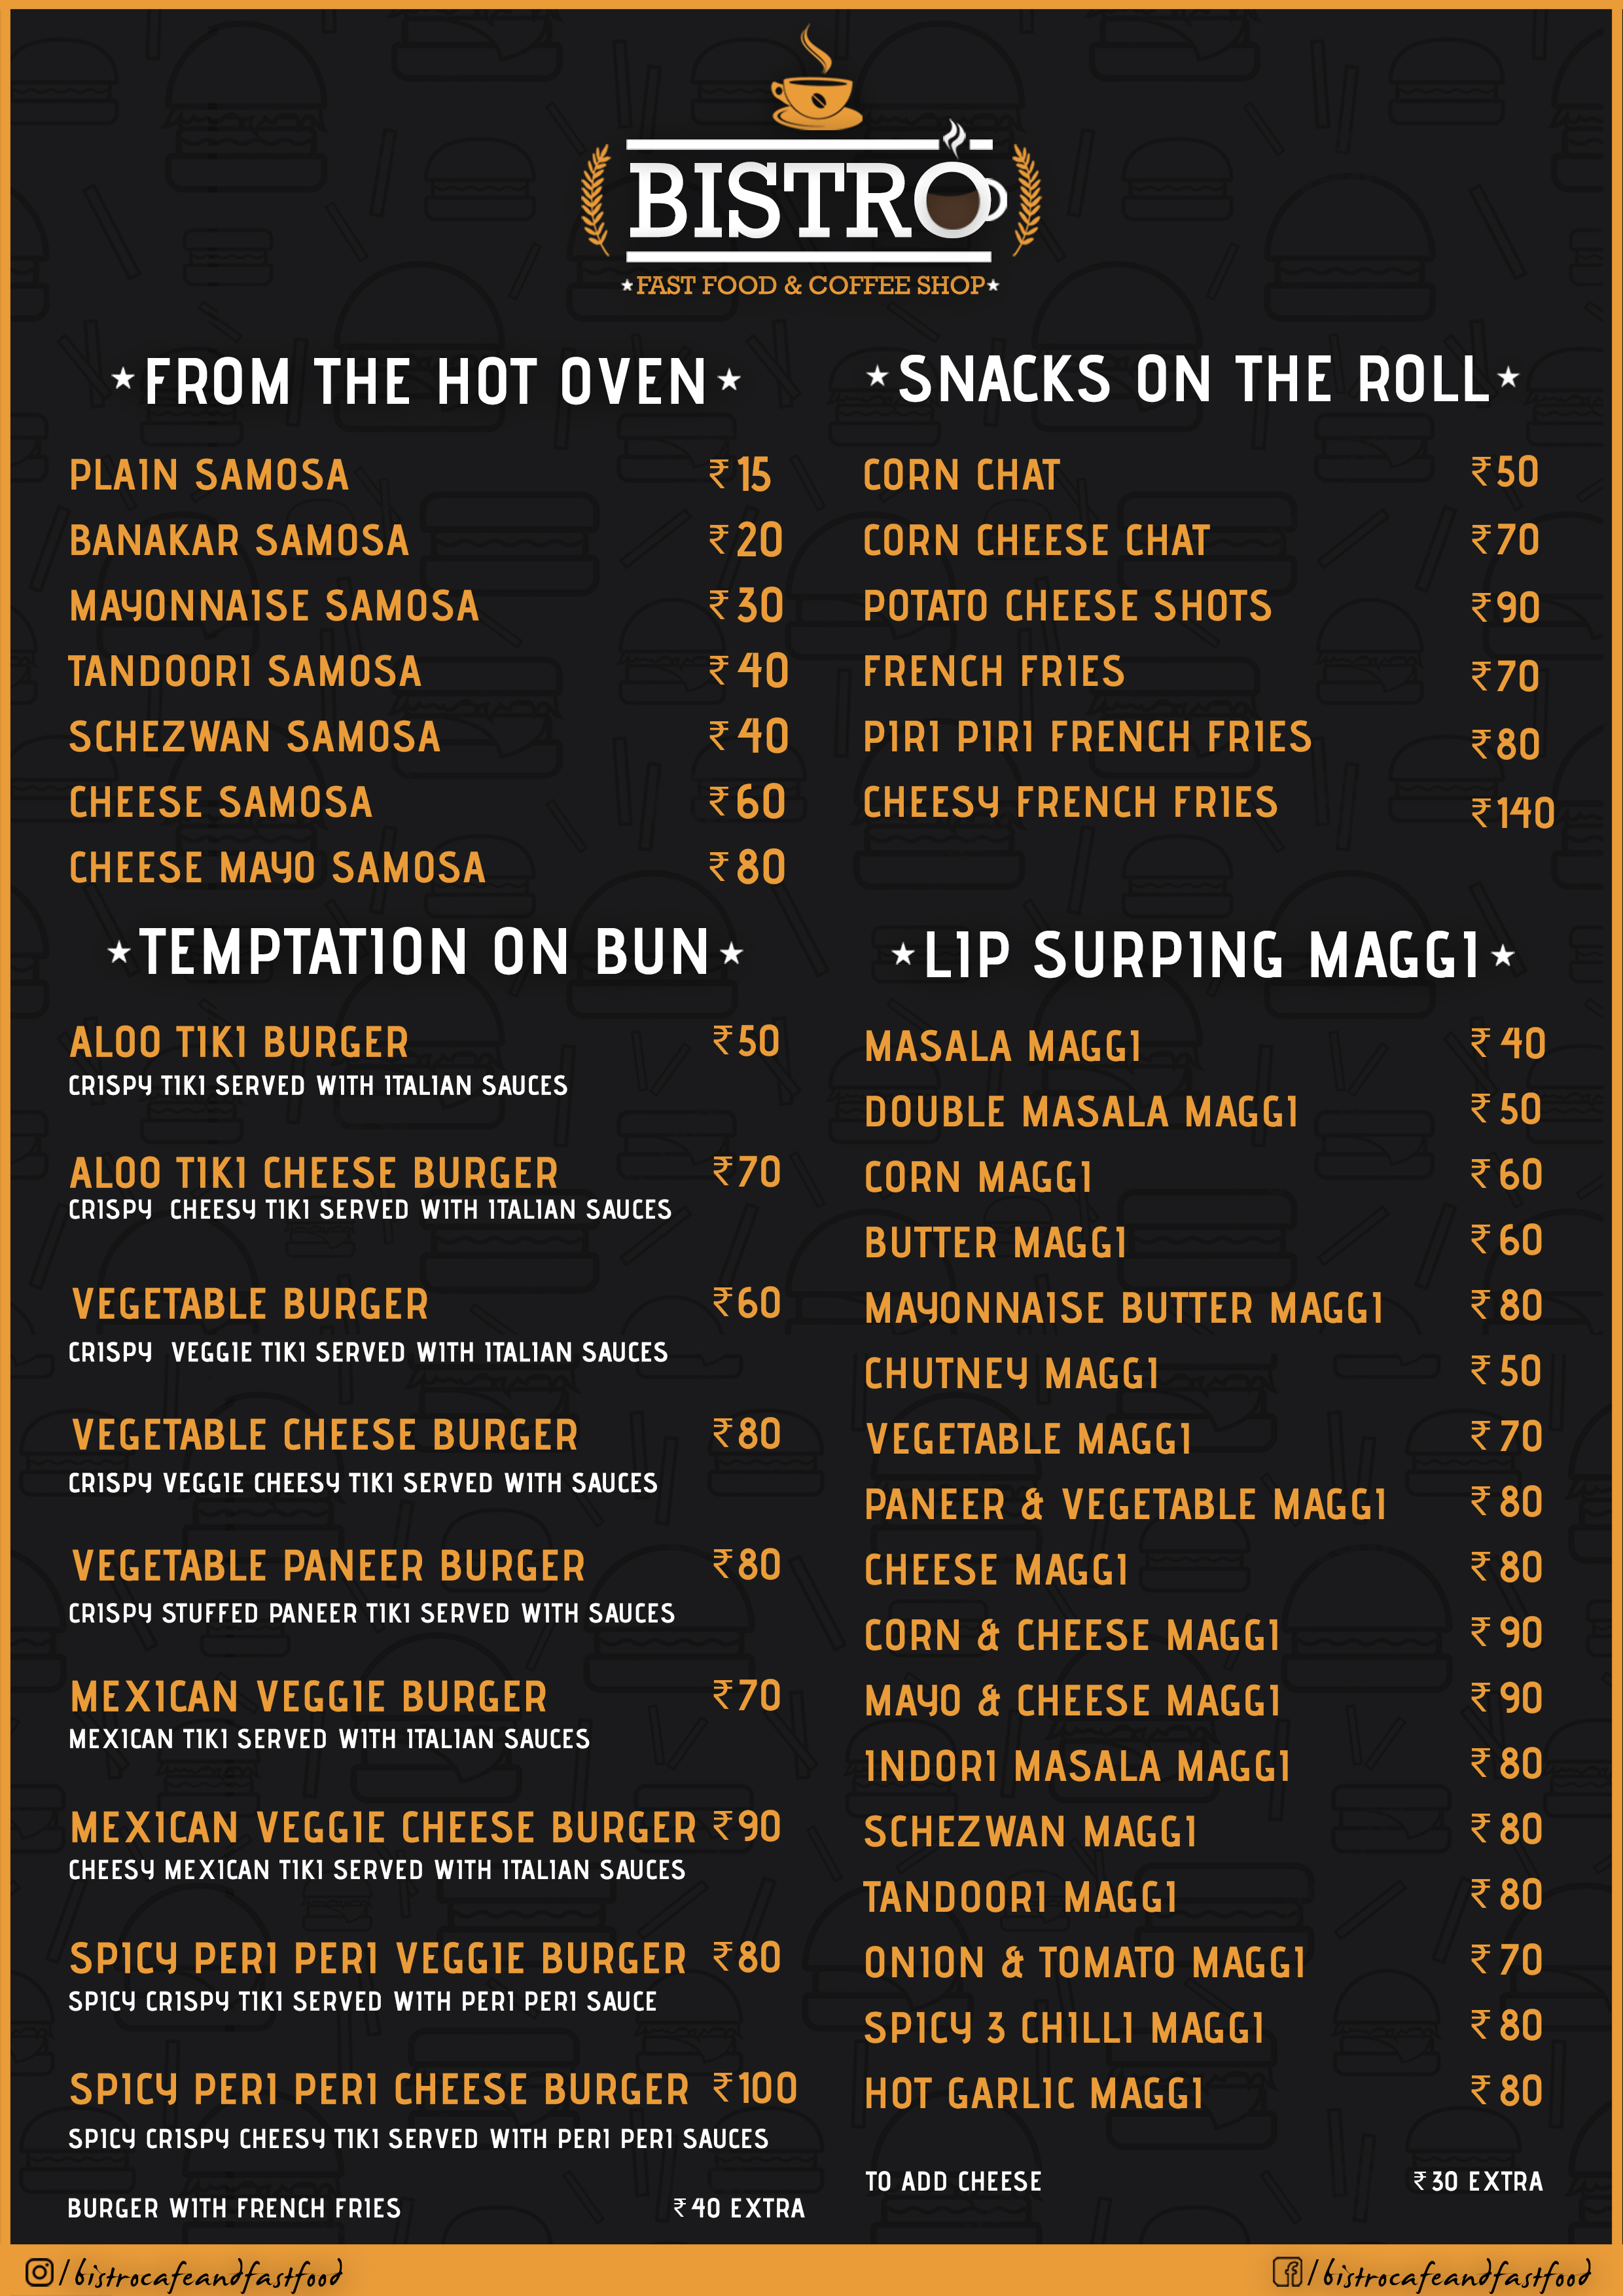 BISTRO
FAST FOOD & COFFEE SHOP
FROM THE HOT OVEN
PLAIN SAMOSA ₹15
BANAKAR SAMOSA ₹20
MAYONNAISE SAMOSA ₹30
TANDOORI SAMOSA ₹40
SCHEZWAN SAMOSA ₹40
CHEESE SAMOSA ₹60
CHEESE MAYO SAMOSA ₹80
SNACKS ON THE ROLL
CORN CHAT ₹50
CORN CHEESE CHAT ₹70
POTATO CHEESE SHOTS ₹90
FRENCH FRIES ₹70
PIRI PIRI FRENCH FRIES ₹80
CHEESY FRENCH FRIES ₹140
TEMPTATION ON BUN
ALOO TIKI BURGER ₹50
CRISPY TIKI SERVED WITH ITALIAN SAUCES
ALOO TIKI CHEESE BURGER ₹70
CRISPY CHEESY TIKI SERVED WITH ITALIAN SAUCES
VEGETABLE BURGER ₹60
CRISPY VEGGIE TIKI SERVED WITH ITALIAN SAUCES
VEGETABLE CHEESE BURGER ₹80
CRISPY VEGGIE CHEESY TIKI SERVED WITH SAUCES
VEGETABLE PANEER BURGER ₹80
CRISPY STUFFED PANEER TIKI SERVED WITH SAUCES
MEXICAN VEGGIE BURGER ₹70
MEXICAN TIKI SERVED WITH ITALIAN SAUCES
MEXICAN VEGGIE CHEESE BURGER ₹90
CHEESY MEXICAN TIKI SERVED WITH ITALIAN SAUCES
SPICY PERI PERI VEGGIE BURGER ₹80
SPICY CRISPY TIKI SERVED WITH PERI PERI SAUCE
SPICY PERI PERI CHEESE BURGER ₹100
SPICY CRISPY CHEESY TIKI SERVED WITH PERI PERI SAUCES
BURGER WITH FRENCH FRIES ₹40 EXTRA
LIP SURPING MAGGI
MASALA MAGGI ₹40
DOUBLE MASALA MAGGI ₹50
CORN MAGGI ₹60
BUTTER MAGGI ₹60
MAYONNAISE BUTTER MAGGI ₹80
CHUTNEY MAGGI ₹50
VEGETABLE MAGGI ₹70
PANEER & VEGETABLE MAGGI ₹80
CHEESE MAGGI ₹80
CORN & CHEESE MAGGI ₹90
MAYO & CHEESE MAGGI ₹90
INDORI MASALA MAGGI ₹80
SCHEZWAN MAGGI ₹80
TANDOORI MAGGI ₹80
ONION & TOMATO MAGGI ₹70
SPICY 3 CHILLI MAGGI ₹80
HOT GARLIC MAGGI ₹80
TO ADD CHEESE ₹30 EXTRA
/bistrocafeandfastfood
/bistrocafeandfastfood